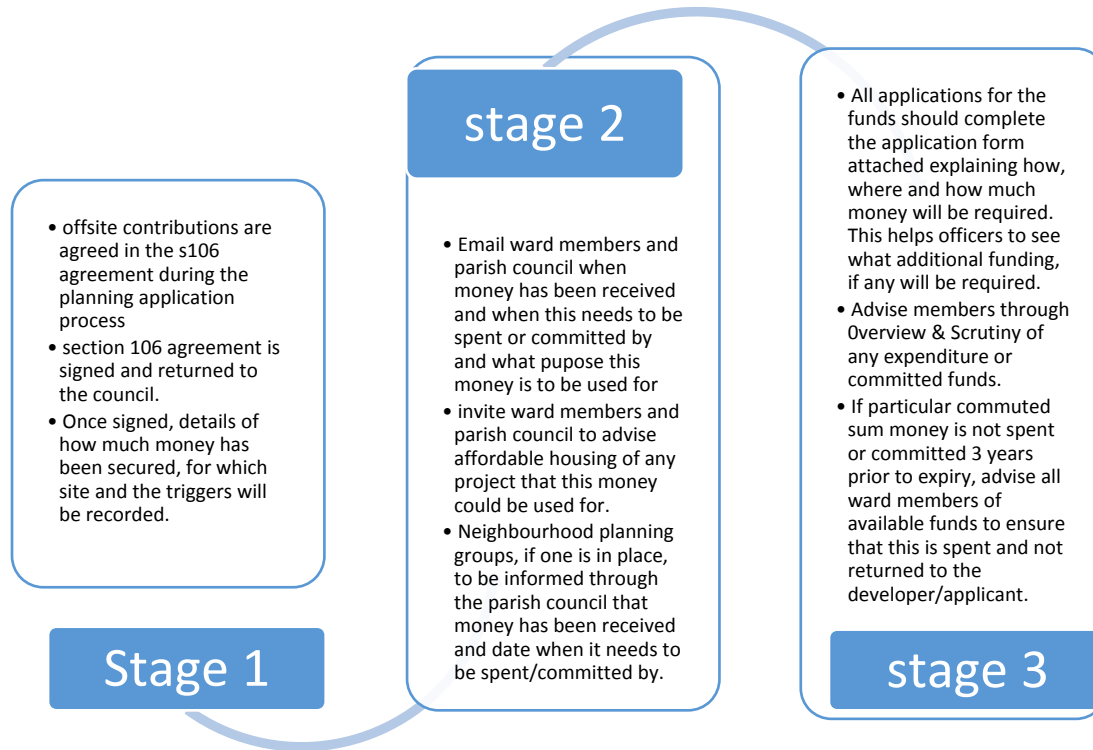 • offsite contributions are
agreed in the s106
agreement during the
planning application
process
• section 106 agreement is
signed and returned to
the council.
• Once signed, details of
how much money has
been secured, for which
site and the triggers will
be recorded.
Stage 1
stage 2
• Email ward members and
parish council when
money has been received
and when this needs to be
spent or committed by
and what pupose this
money is to be used for
• invite ward members and
parish council to advise
affordable housing of any
project that this money
could be used for.
• Neighbourhood planning
groups, if one is in place,
to be informed through
the parish council that
money has been received
and date when it needs to
be spent/committed by.
• All applications for the
funds should complete
the application form
attached explaining how,
where and how much
money will be required.
This helps officers to see
what additional funding,
if any will be required.
• Advise members through
0verview & Scrutiny of
any expenditure or
committed funds.
• If particular commuted
sum money is not spent
or committed 3 years
prior to expiry, advise all
ward members of
available funds to ensure
that this is spent and not
returned to the
developer/applicant.
stage 3